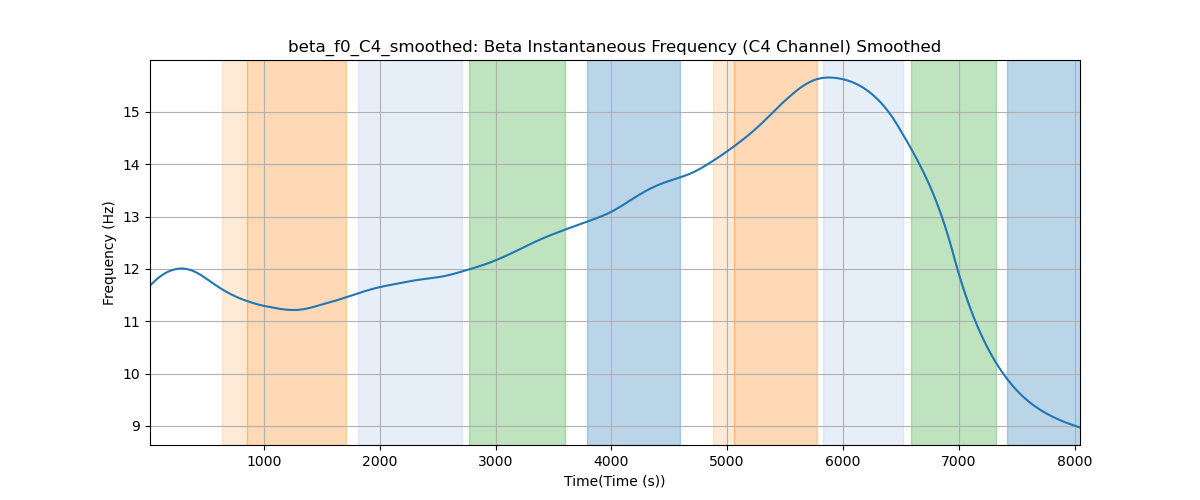 beta_f0_C4_smoothed: Beta Instantaneous Frequency (C4 Channel) Smoothed
Frequency (Hz)
15
14
13
12
11
10
9
1000 2000 3000 4000 5000 6000 7000 8000
Time(Time (s))